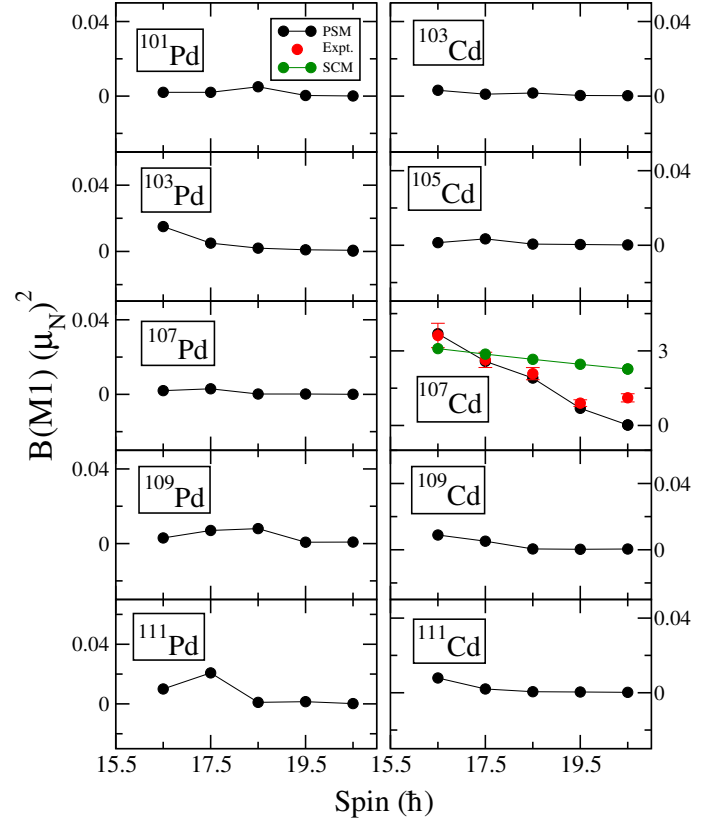 B(M1) (μ_N)²
0.04
0
¹⁰¹Pd
PSM
Expt.
SCM
¹⁰³Cd
0.04
0
0.04
0
¹⁰³Pd
¹⁰⁵Cd
0.04
0
0.04
0
¹⁰⁷Pd
¹⁰⁷Cd
3
0
0.04
0
¹⁰⁹Pd
¹⁰⁹Cd
0.04
0
0.04
0
¹¹¹Pd
¹¹¹Cd
0.04
0
15.5 17.5 19.5
15.5 17.5 19.5
Spin (ħ)